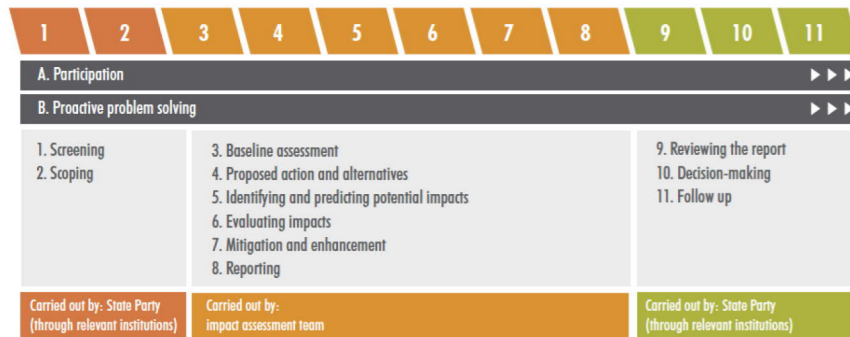 1 2 3 4 5 6 7 8 9 10 11
A. Participation
B. Proactive problem solving
1. Screening
2. Scoping
3. Baseline assessment
4. Proposed action and alternatives
5. Identifying and predicting potential impacts
6. Evaluating impacts
7. Mitigation and enhancement
8. Reporting
9. Reviewing the report
10. Decision-making
11. Follow up
Carried out by: State Party
(through relevant institutions)
Carried out by:
impact assessment team
Carried out by: State Party
(through relevant institutions)